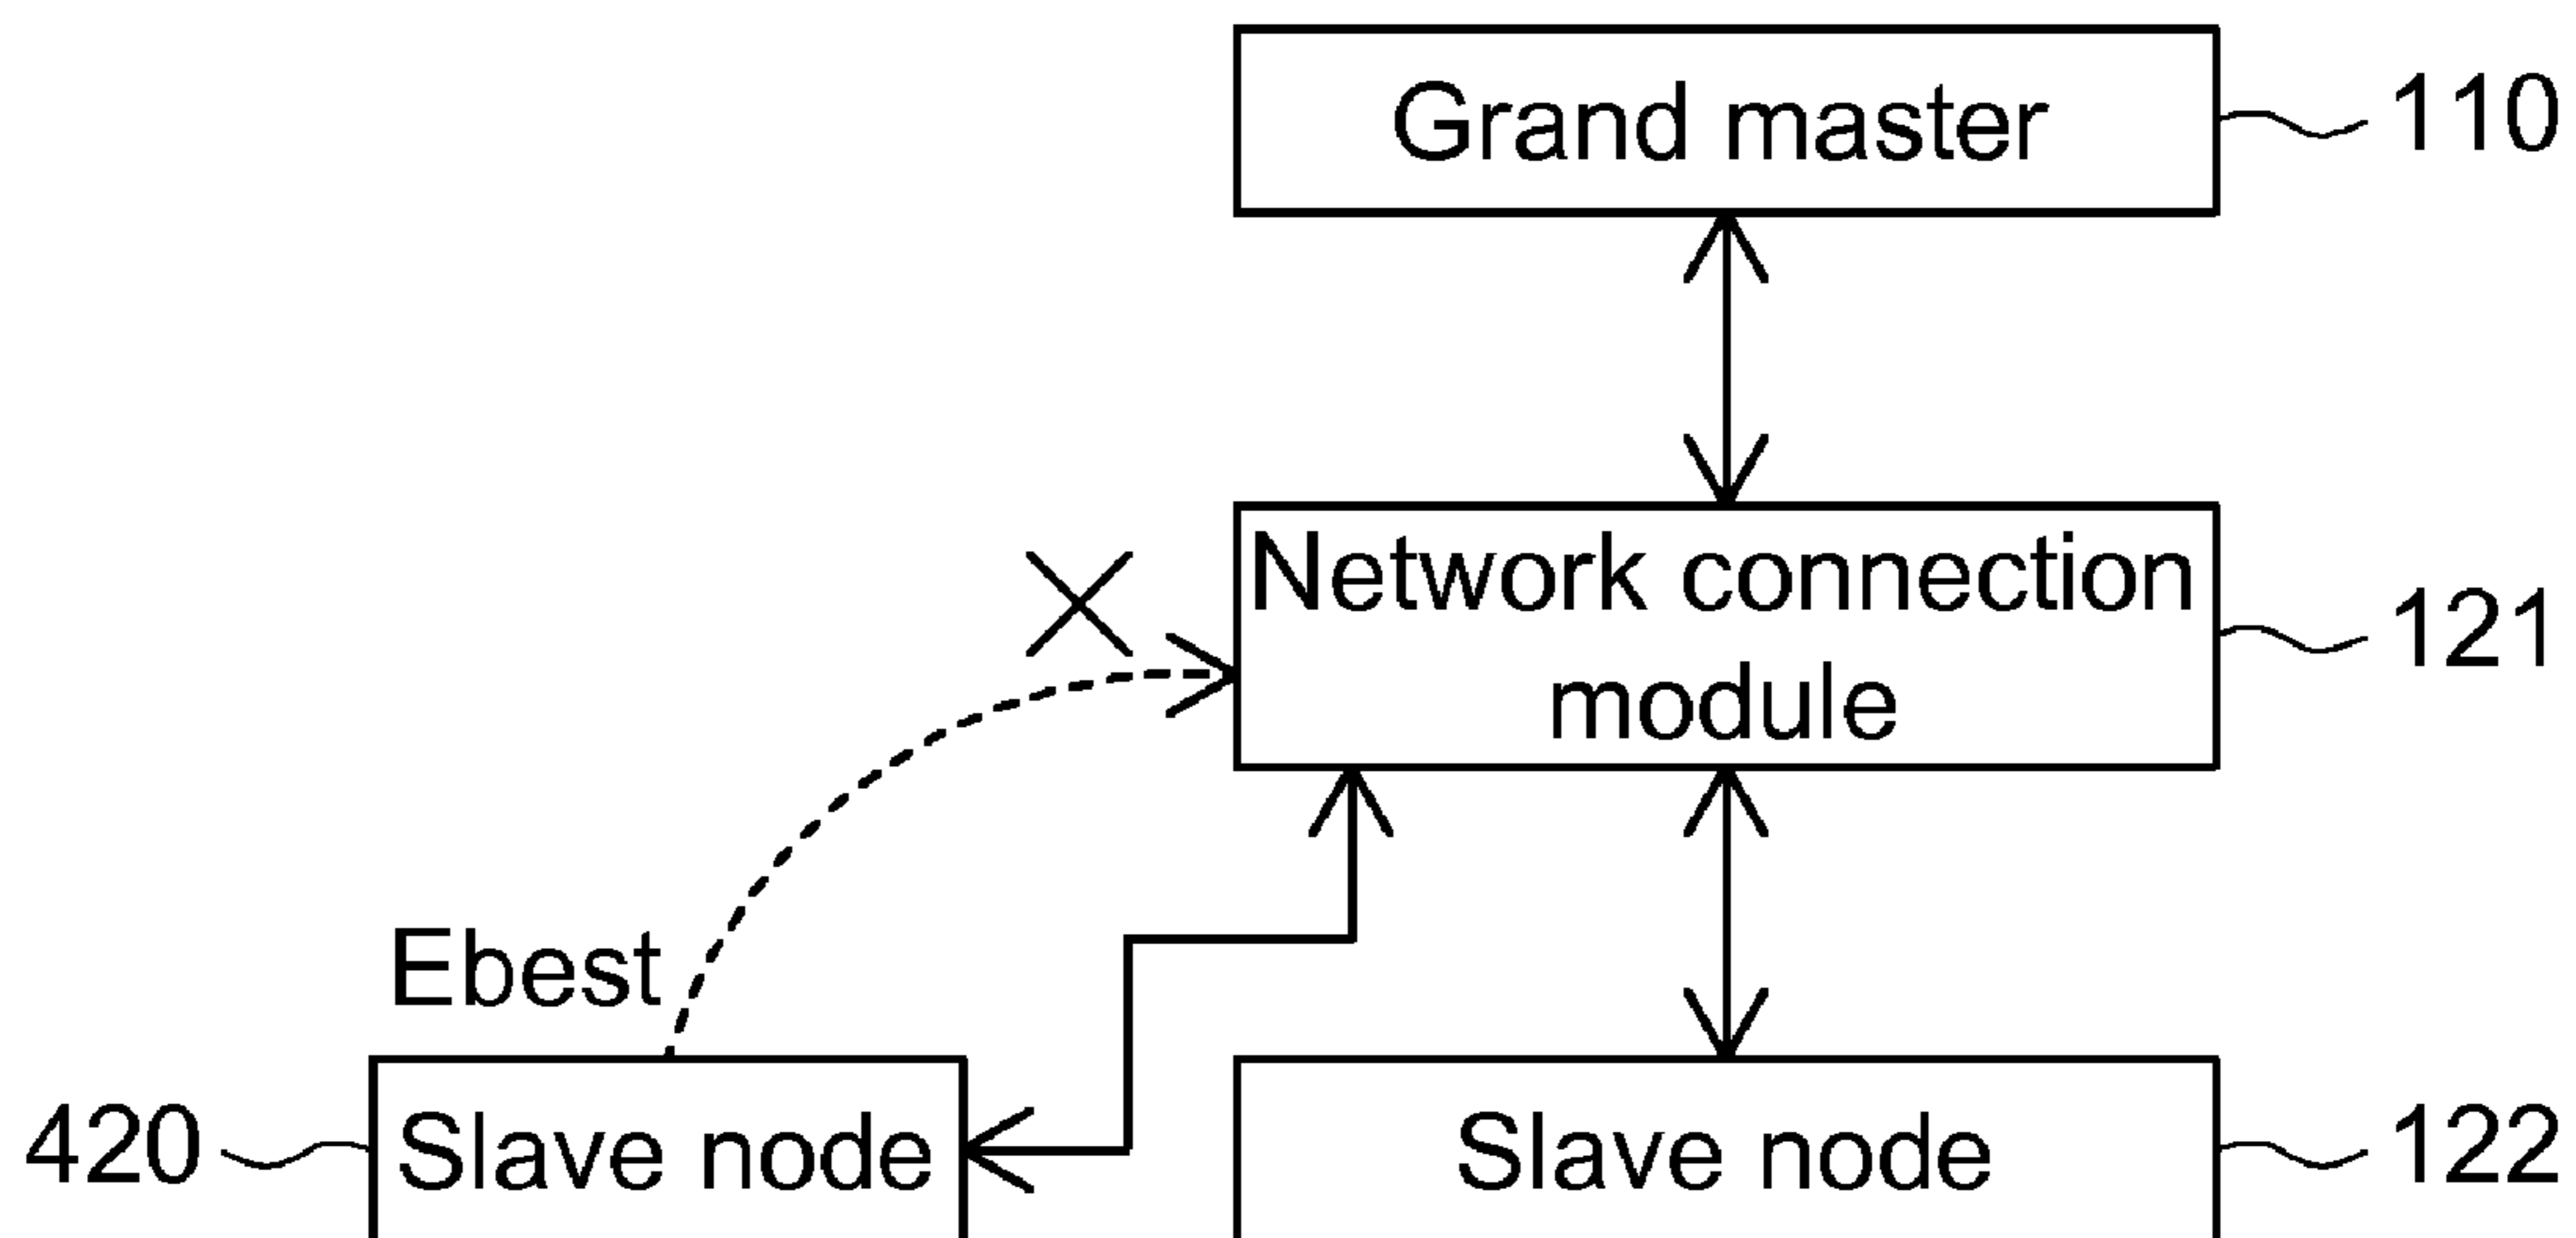 Grand master
110
Network connection
module
121
Ebest
420
Slave node
Slave node
122